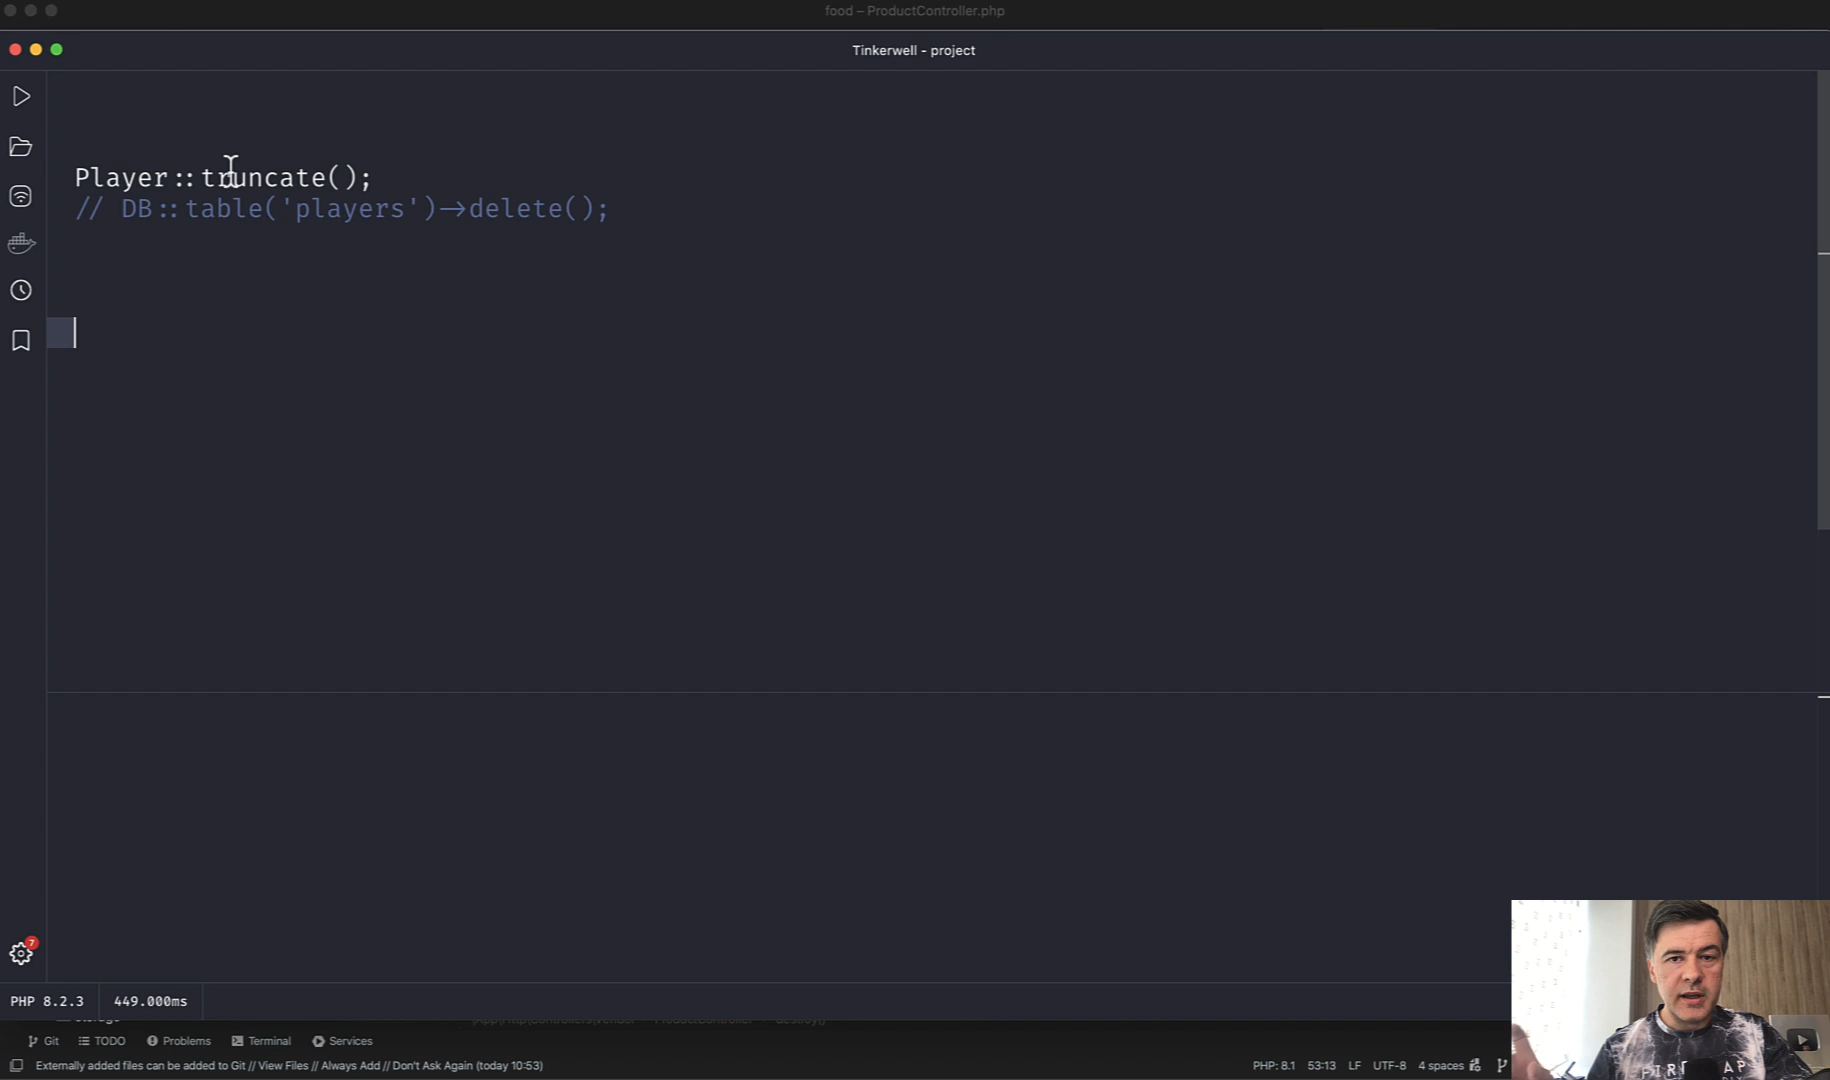 food – ProductController.php
Tinkerwell - project
Player::truncate();
// DB::table('players')->delete();
7
PHP 8.2.3 449.000ms
Git TODO Problems Terminal Services
Externally added files can be added to Git // View Files // Always Add // Don't Ask Again (today 10:53)
PHP: 8.1 53:13 LF UTF-8 4 spaces